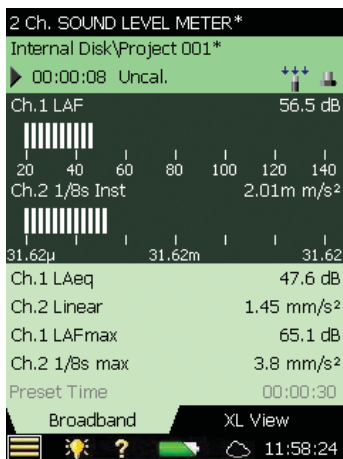 2 Ch. SOUND LEVEL METER*
Internal Disk\Project 001*
00:00:08 Uncal.
Ch.1 LAF 56.5 dB
20 40 60 80 100 120 140
Ch.2 1/8s Inst 2.01m m/s²
31.62µ 31.62m 31.62
Ch.1 LAeq 47.6 dB
Ch.2 Linear 1.45 mm/s²
Ch.1 LAFmax 65.1 dB
Ch.2 1/8s max 3.8 mm/s²
Preset Time 00:00:30
Broadband XL View
? 11:58:24